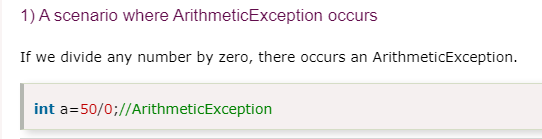 1) A scenario where ArithmeticException occurs
If we divide any number by zero, there occurs an ArithmeticException.
int a=50/0;//ArithmeticException